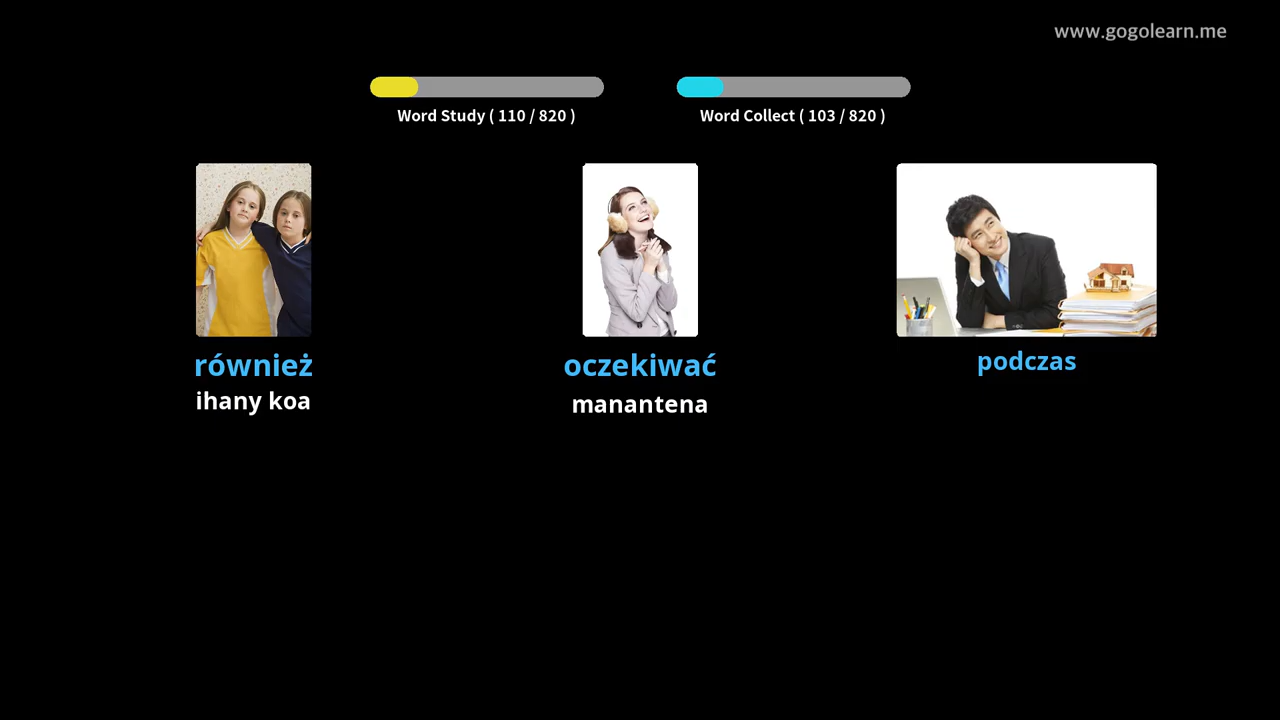 www.gogolearn.me
Word Study ( 110 / 820 )
Word Collect ( 103 / 820 )
również
oczekiwać
podczas
ihany koa
manantena